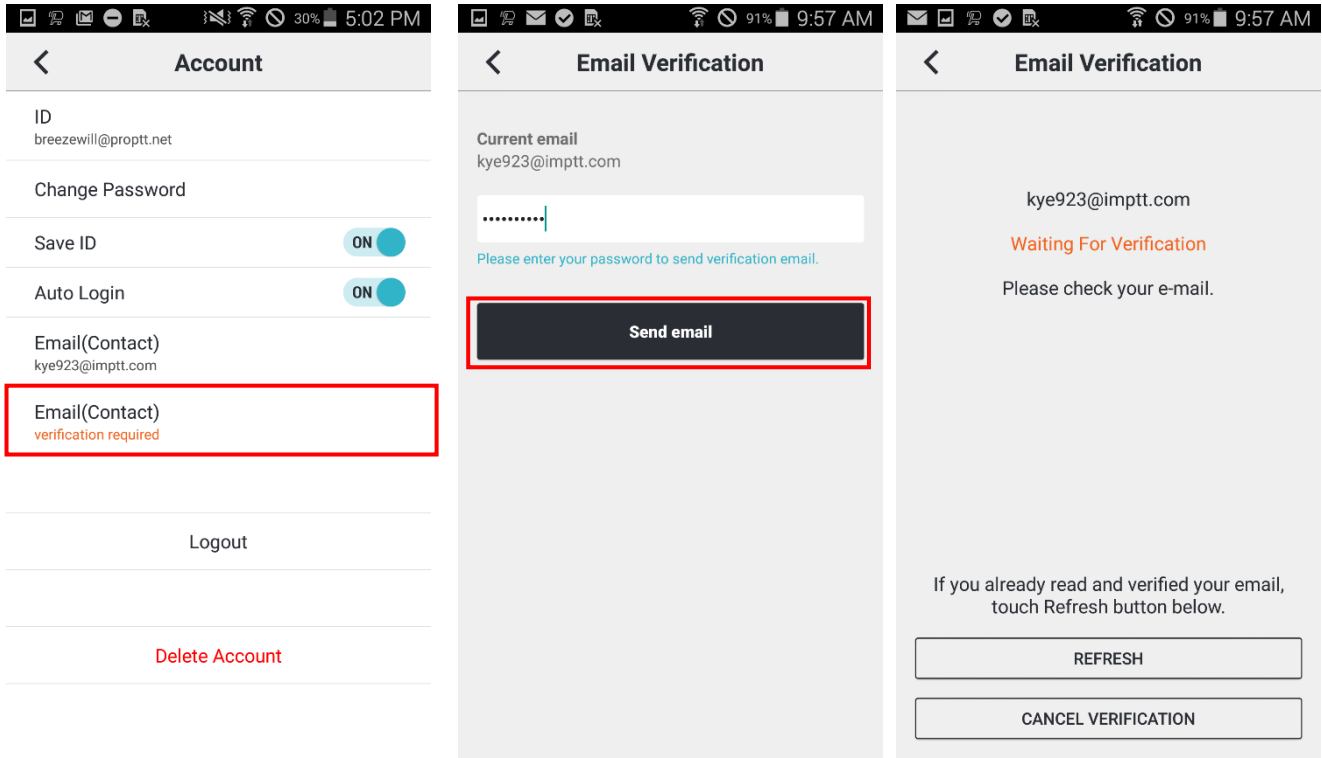 30% 5:02 PM
Account
ID
breezewill@proptt.net
Change Password
Save ID
ON
Auto Login
ON
Email(Contact)
kye923@imptt.com
Email(Contact)
verification required
Logout
Delete Account
91% 9:57 AM
Email Verification
Current email
kye923@imptt.com
••••••••••
Please enter your password to send verification email.
Send email
91% 9:57 AM
Email Verification
kye923@imptt.com
Waiting For Verification
Please check your e-mail.
If you already read and verified your email,
touch Refresh button below.
REFRESH
CANCEL VERIFICATION